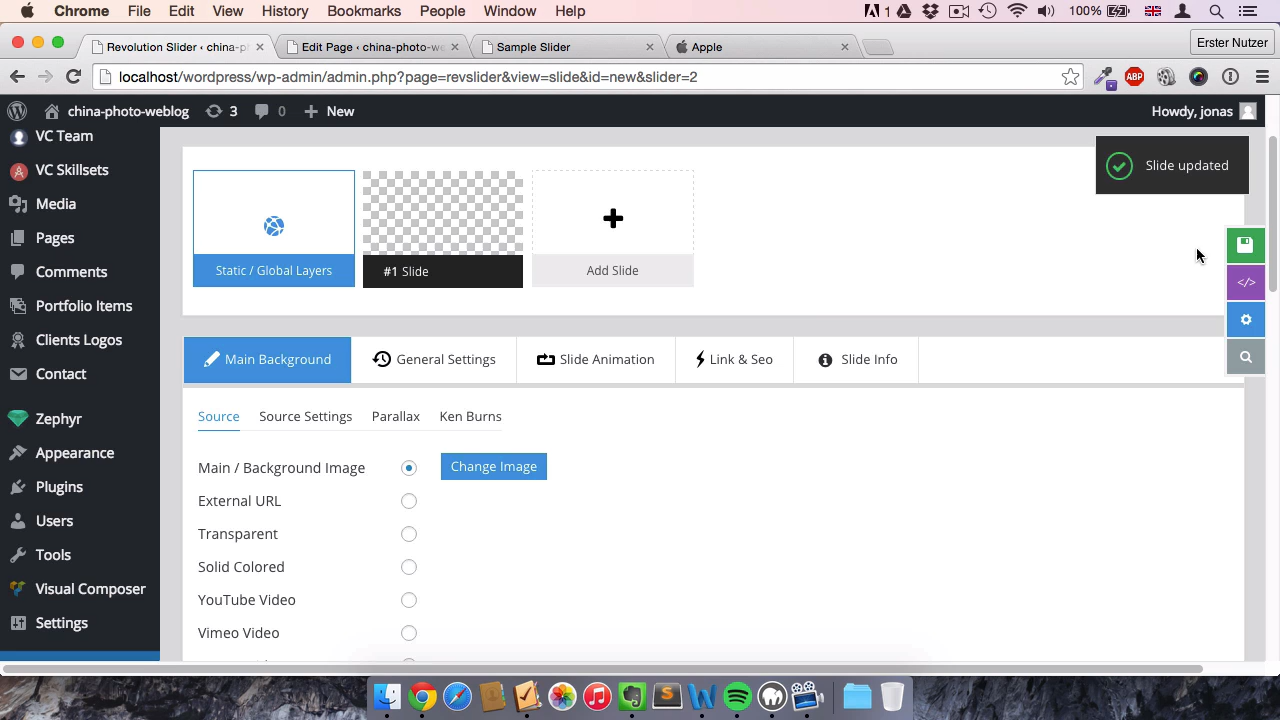 Chrome File Edit View History Bookmarks People Window Help 1 100%
Revolution Slider ‹ china-p
Edit Page ‹ china-photo-we
Sample Slider
Apple
Erster Nutzer
localhost/wordpress/wp-admin/admin.php?page=revslider&view=slide&id=new&slider=2
ABP
china-photo-weblog 3 0 + New Howdy, jonas
VC Team
VC Skillsets
Media
Pages
Comments
Portfolio Items
Clients Logos
Contact
Zephyr
Appearance
Plugins
Users
Tools
Visual Composer
Settings
Slide updated
Static / Global Layers
#1 Slide
Add Slide
</>
Main Background General Settings Slide Animation Link & Seo Slide Info
Source Source Settings Parallax Ken Burns
Main / Background Image Change Image
External URL
Transparent
Solid Colored
YouTube Video
Vimeo Video